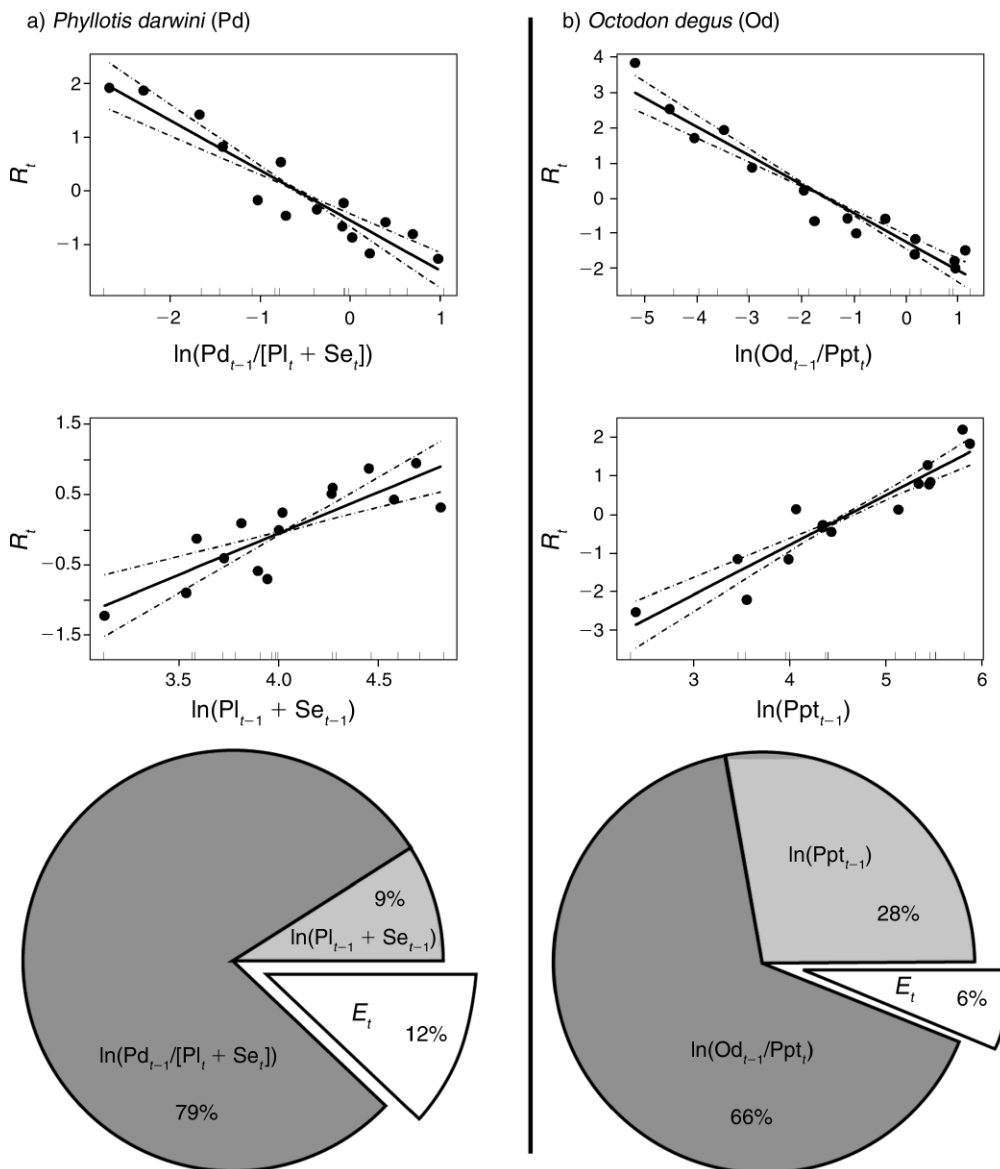 a) Phyllotis darwini (Pd)
2
1
0
−1
R_t
−2 −1 0 1
ln(Pd_{t−1}/[Pl_t + Se_t])
1.5
0.5
−0.5
−1.5
R_t
3.5 4.0 4.5
ln(Pl_{t−1} + Se_{t−1})
9%
ln(Pl_{t−1} + Se_{t−1})
E_t 12%
ln(Pd_{t−1}/[Pl_t + Se_t])
79%
b) Octodon degus (Od)
4
3
2
1
0
−1
−2
R_t
−5 −4 −3 −2 −1 0 1
ln(Od_{t−1}/Ppt_t)
2
1
0
−1
−2
−3
R_t
3 4 5 6
ln(Ppt_{t−1})
ln(Ppt_{t−1})
28%
E_t 6%
ln(Od_{t−1}/Ppt_t)
66%